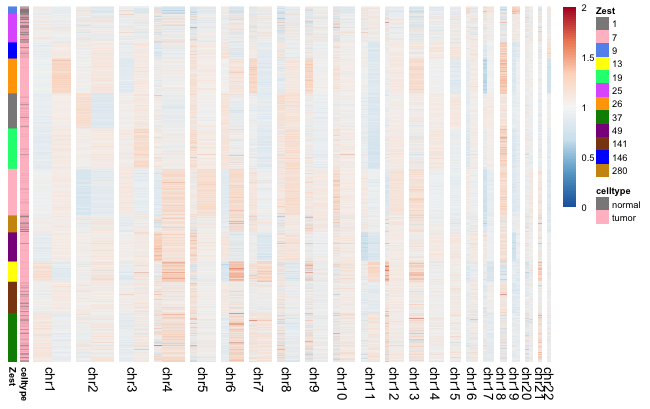 Zest
celltype
chr1
chr2
chr3
chr4
chr5
chr6
chr7
chr8
chr9
chr10
chr11
chr12
chr13
chr14
chr15
chr16
chr17
chr18
chr19
chr20
chr21
chr22
2
1.5
1
0.5
0
Zest
1
7
9
13
19
25
26
37
49
141
146
280
celltype
normal
tumor